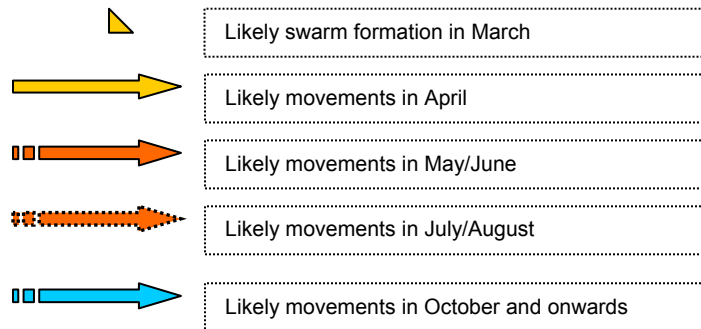 Likely swarm formation in March
Likely movements in April
Likely movements in May/June
Likely movements in July/August
Likely movements in October and onwards